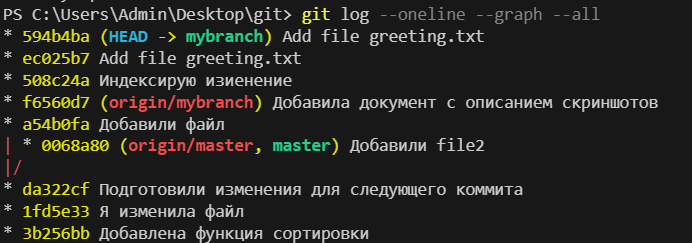 PS C:\Users\Admin\Desktop\git> git log --oneline --graph --all
* 594b4ba (HEAD -> mybranch) Add file greeting.txt
* ec025b7 Add file greeting.txt
* 508c24a Индексирую изиенение
* f6560d7 (origin/mybranch) Добавила документ с описанием скриншотов
* a54b0fa Добавили файл
| * 0068a80 (origin/master, master) Добавили file2
|/
* da322cf Подготовили изменения для следующего коммита
* 1fd5e33 Я изменила файл
* 3b256bb Добавлена функция сортировки